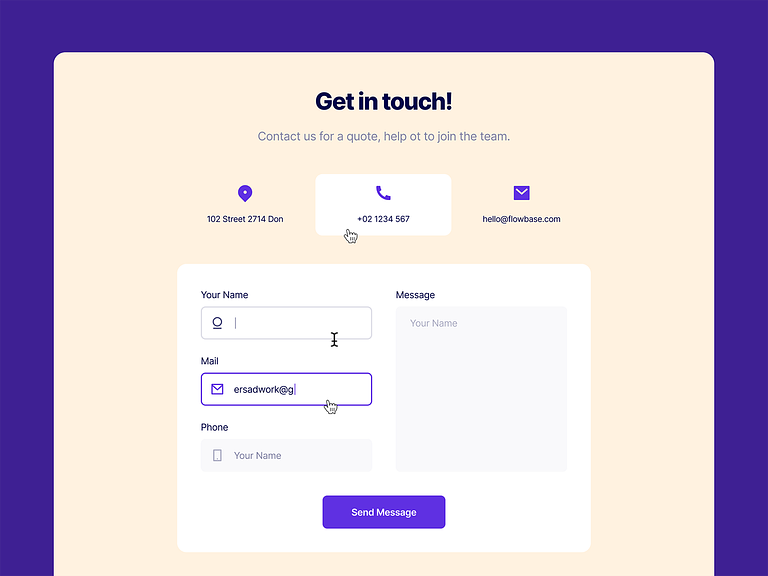 Get in touch!
Contact us for a quote, help ot to join the team.
102 Street 2714 Don
+02 1234 567
hello@flowbase.com
Your Name
Mail
ersadwork@g
Phone
Your Name
Message
Your Name
Send Message